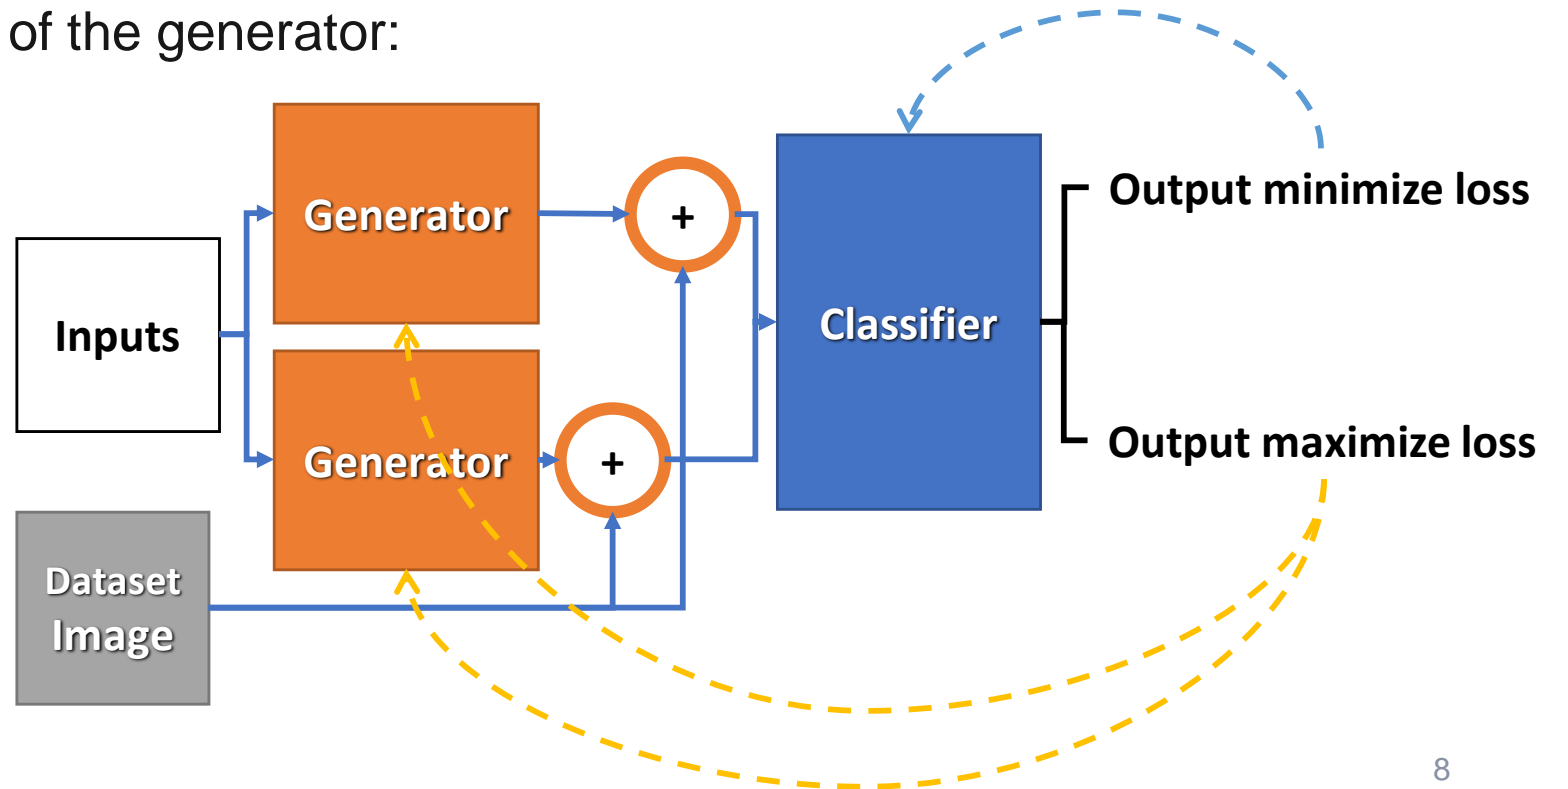 of the generator:
Generator
+
Output minimize loss
Inputs
Classifier
Generator
+
Output maximize loss
Dataset
Image
8